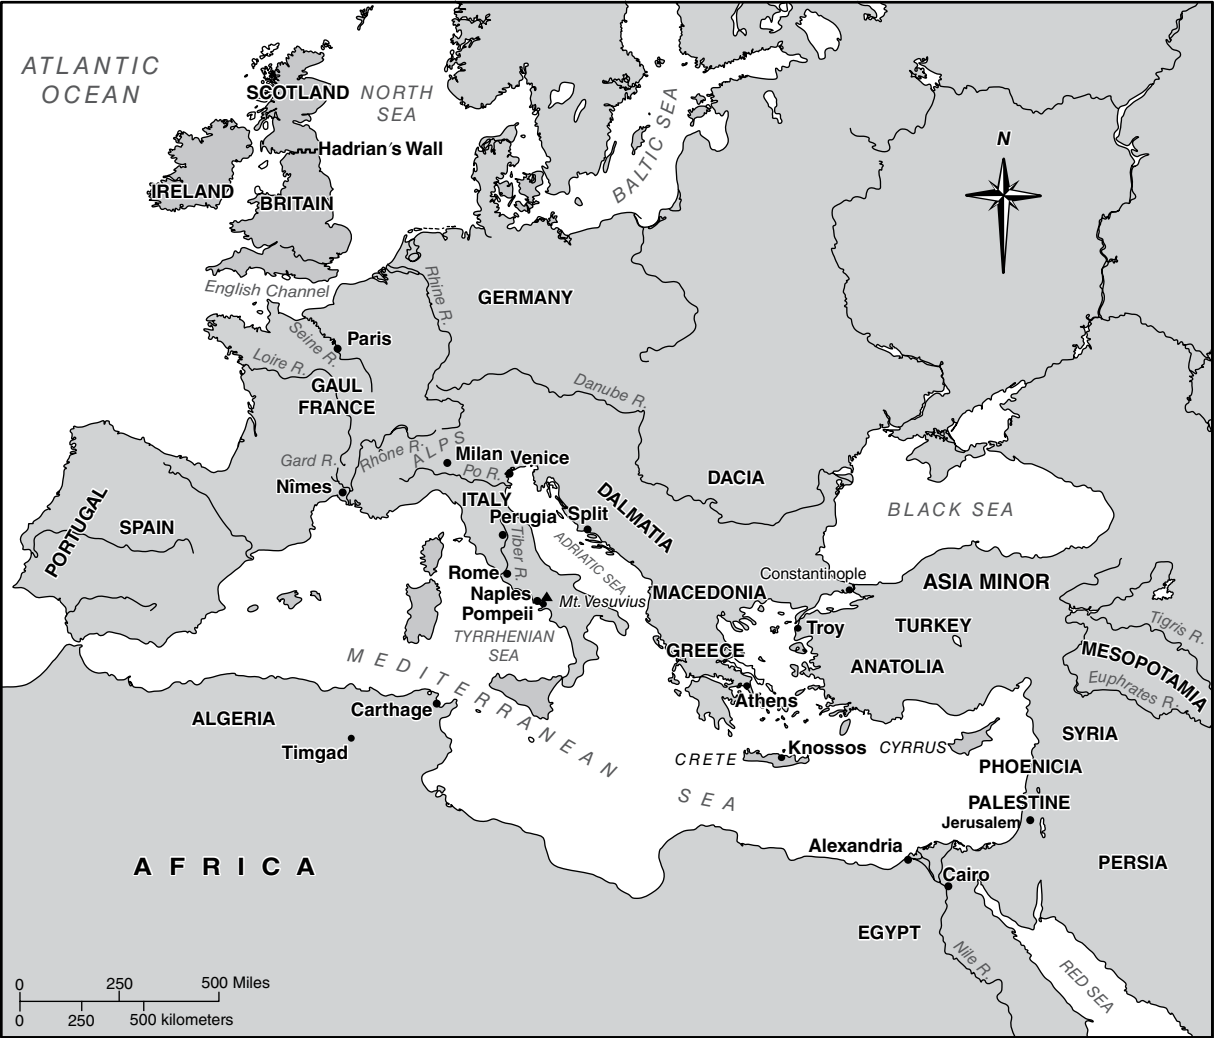 ATLANTIC
OCEAN
SCOTLAND
NORTH
SEA
Hadrian's Wall
IRELAND
BRITAIN
BALTIC SEA
N
English Channel
Rhine R.
GERMANY
Seine R.
Paris
Loire R.
GAUL
FRANCE
Danube R.
Gard R.
Rhône R.
ALPS
Milan
Venice
Po R.
Nîmes
ITALY
Perugia
Split
DALMATIA
DACIA
BLACK SEA
PORTUGAL
SPAIN
Tiber R.
ADRIATIC SEA
Rome
Naples
Pompeii
Mt. Vesuvius
MACEDONIA
Constantinople
ASIA MINOR
TYRRHENIAN
SEA
GREECE
Troy
TURKEY
ANATOLIA
Tigris R.
MESOPOTAMIA
Euphrates R.
MEDITERRANEAN
SEA
ALGERIA
Carthage
Timgad
Athens
CRETE
Knossos
CYRRUS
SYRIA
PHOENICIA
PALESTINE
Jerusalem
Alexandria
Cairo
PERSIA
AFRICA
EGYPT
Nile R.
RED SEA
0 250 500 Miles
0 250 500 kilometers